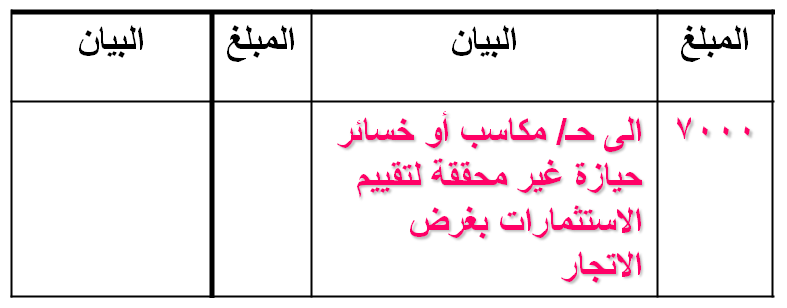 المبلغ البيان المبلغ البيان
٧٠٠٠ الى حـ/ مكاسب أو خسائر
حيازة غير محققة لتقييم
الاستثمارات بغرض
الاتجار